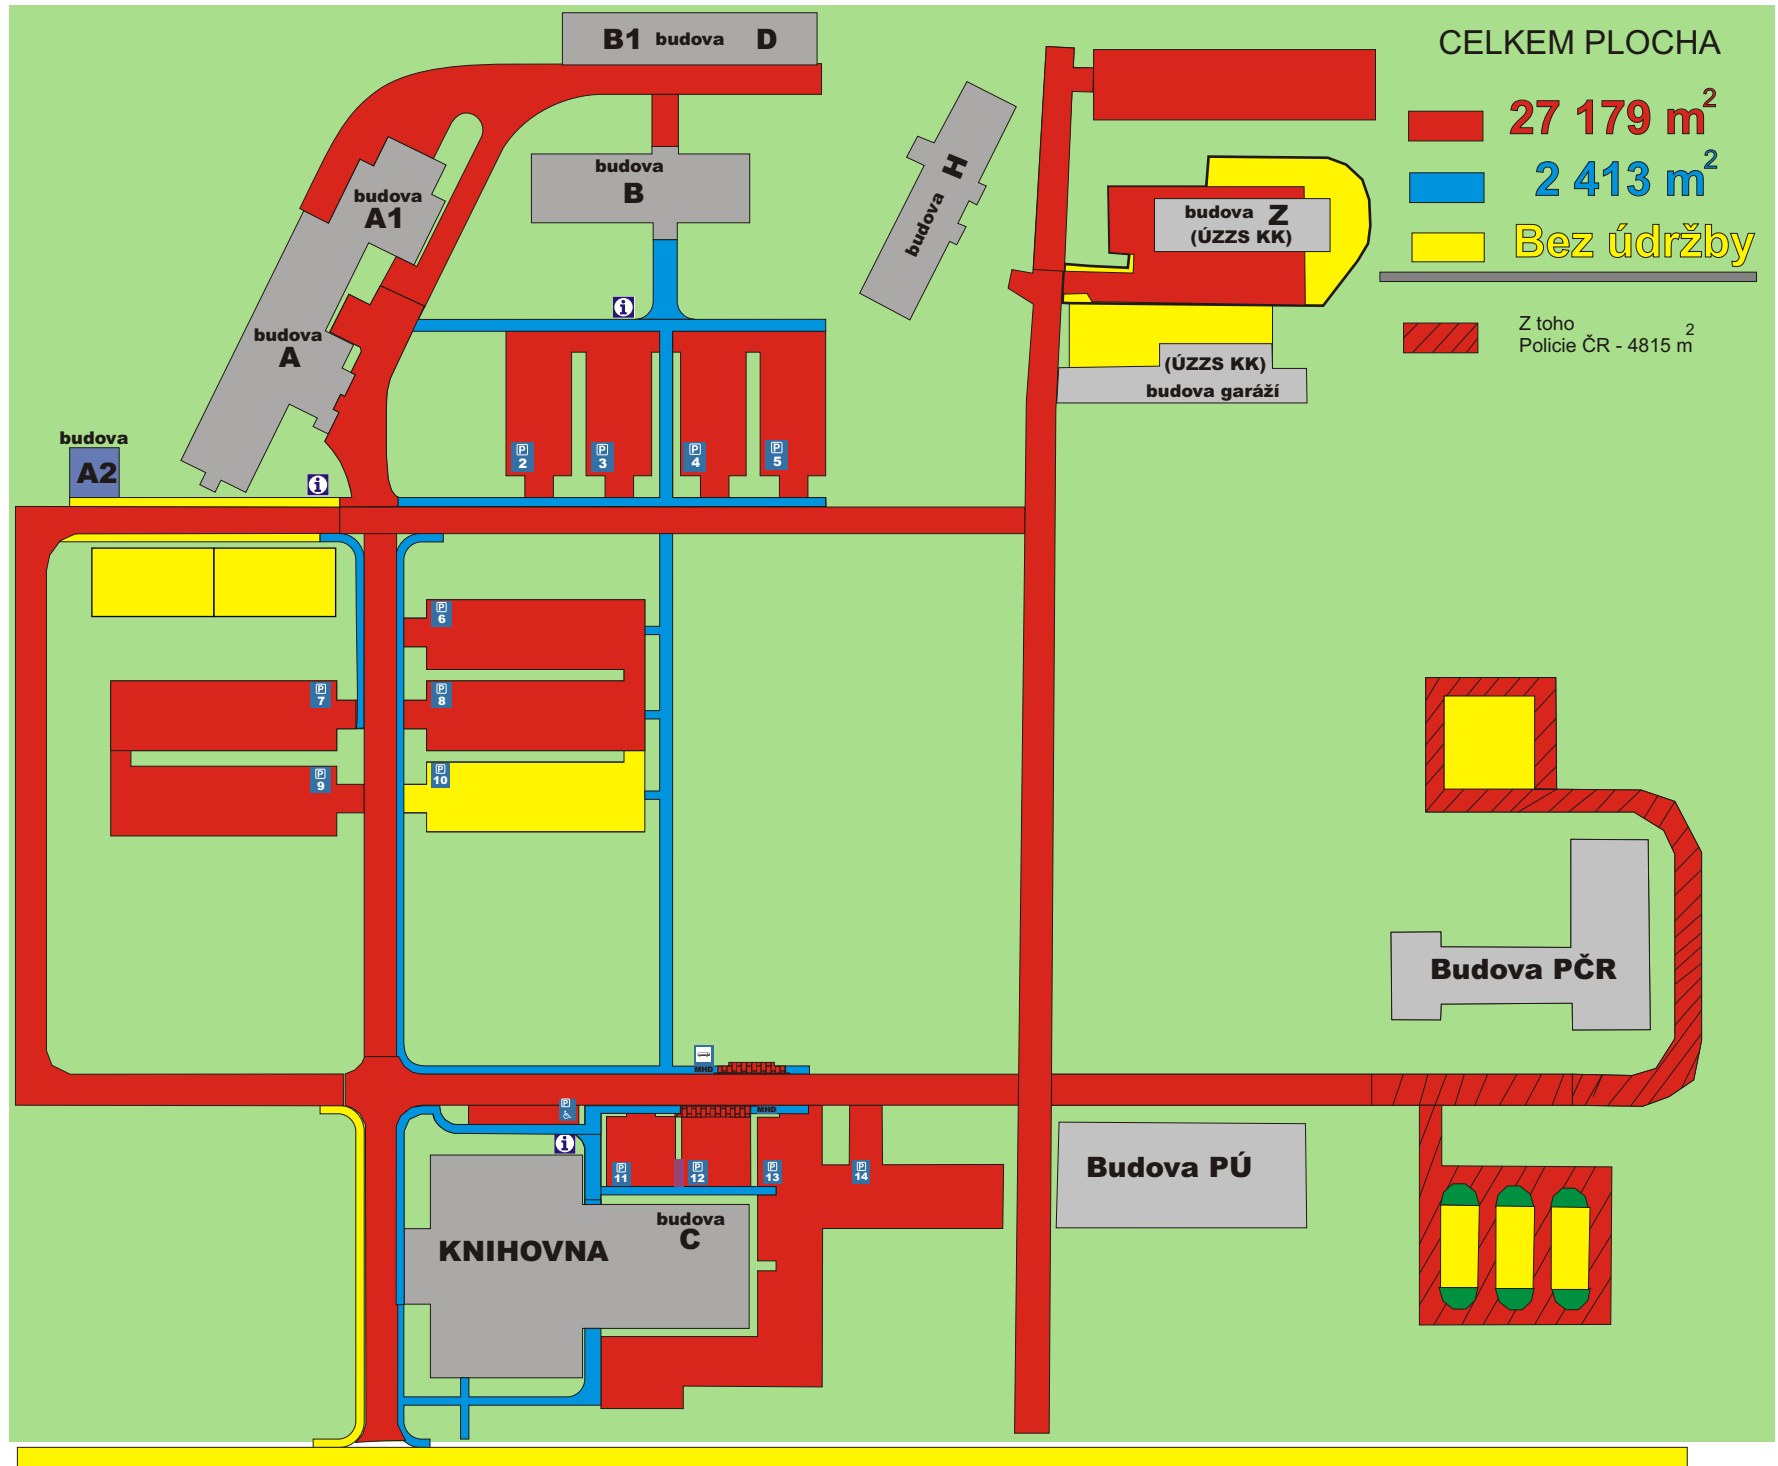 B1 budova D
CELKEM PLOCHA
27 179 m²
2 413 m²
Bez údržby
Z toho
Policie ČR - 4815 m²
budova
A1
budova
B
budova H
budova Z
(ÚZZS KK)
i
budova
A
(ÚZZS KK)
budova garáží
budova
A2
i
P
2
P
3
P
4
P
5
P
6
P
7
P
8
P
9
P
10
Budova PČR
MHD
P
MHD
i
P
11
P
12
P
13
P
14
Budova PÚ
budova
C
KNIHOVNA